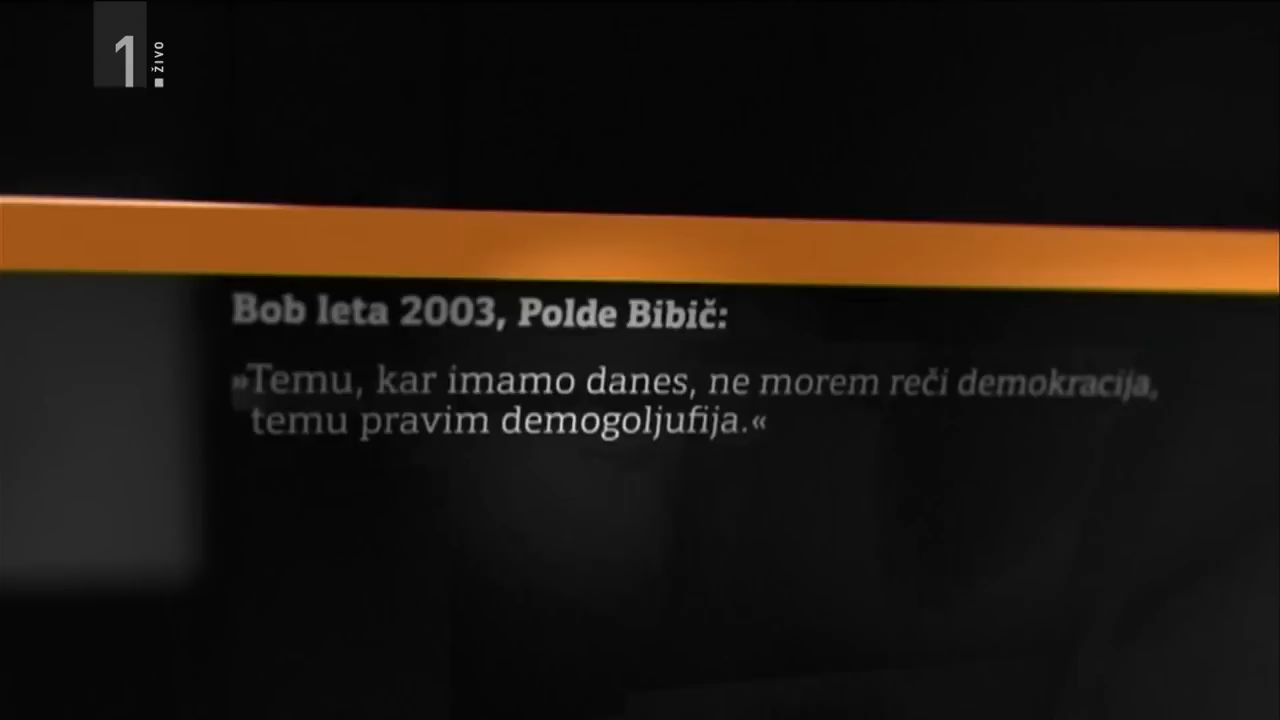 1
živo
Bob leta 2003, Polde Bibič:
»Temu, kar imamo danes, ne morem reči demokracija,
temu pravim demogoljufija.«